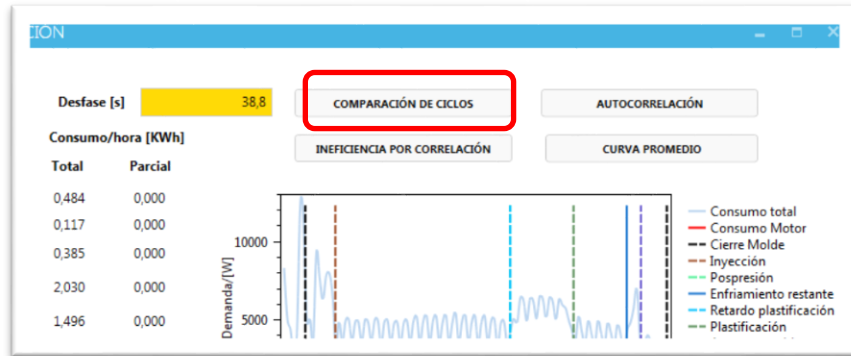 CIÓN
Desfase [s] 38,8 COMPARACIÓN DE CICLOS AUTOCORRELACIÓN
Consumo/hora [KWh] INEFICIENCIA POR CORRELACIÓN CURVA PROMEDIO
Total Parcial
0,484 0,000
0,117 0,000
0,385 0,000
2,030 0,000
1,496 0,000
10000
5000
Demanda/[W]
Consumo total
Consumo Motor
Cierre Molde
Inyección
Pospresión
Enfriamiento restante
Retardo plastificación
Plastificación